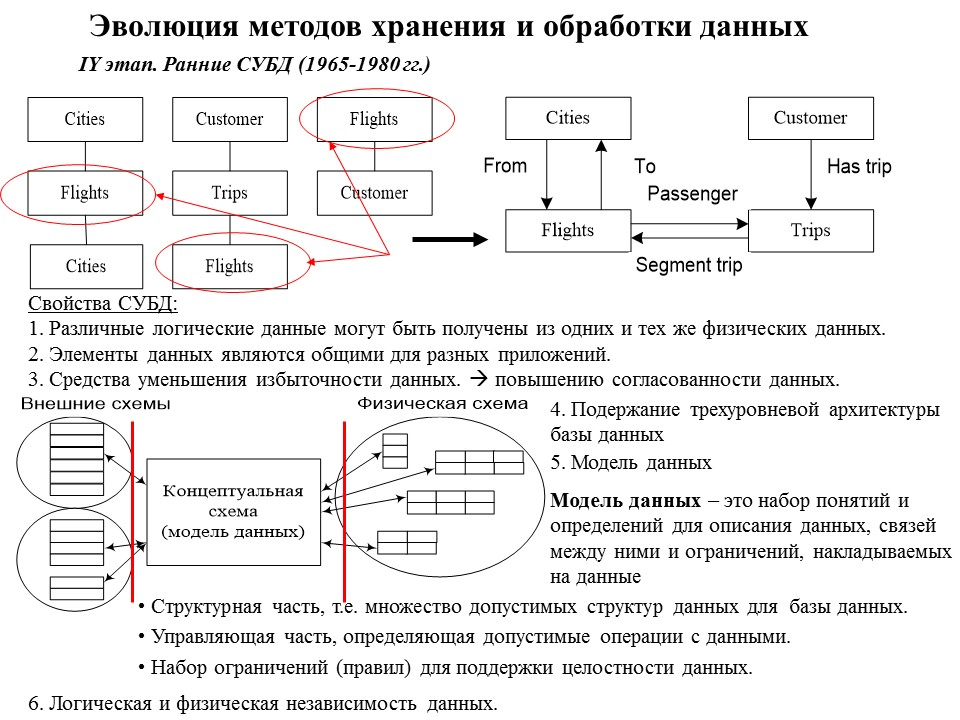 Эволюция методов хранения и обработки данных
IY этап. Ранние СУБД (1965-1980 гг.)
Cities
Customer
Flights
Flights
Trips
Customer
Cities
Flights
Cities
Customer
From
To
Has trip
Passenger
Flights
Trips
Segment trip
Свойства СУБД:
1. Различные логические данные могут быть получены из одних и тех же физических данных.
2. Элементы данных являются общими для разных приложений.
3. Средства уменьшения избыточности данных. → повышению согласованности данных.
Внешние схемы
Физическая схема
Концептуальная
схема
(модель данных)
4. Подержание трехуровневой архитектуры
базы данных
5. Модель данных
Модель данных – это набор понятий и
определений для описания данных, связей
между ними и ограничений, накладываемых
на данные
• Структурная часть, т.е. множество допустимых структур данных для базы данных.
• Управляющая часть, определяющая допустимые операции с данными.
• Набор ограничений (правил) для поддержки целостности данных.
6. Логическая и физическая независимость данных.